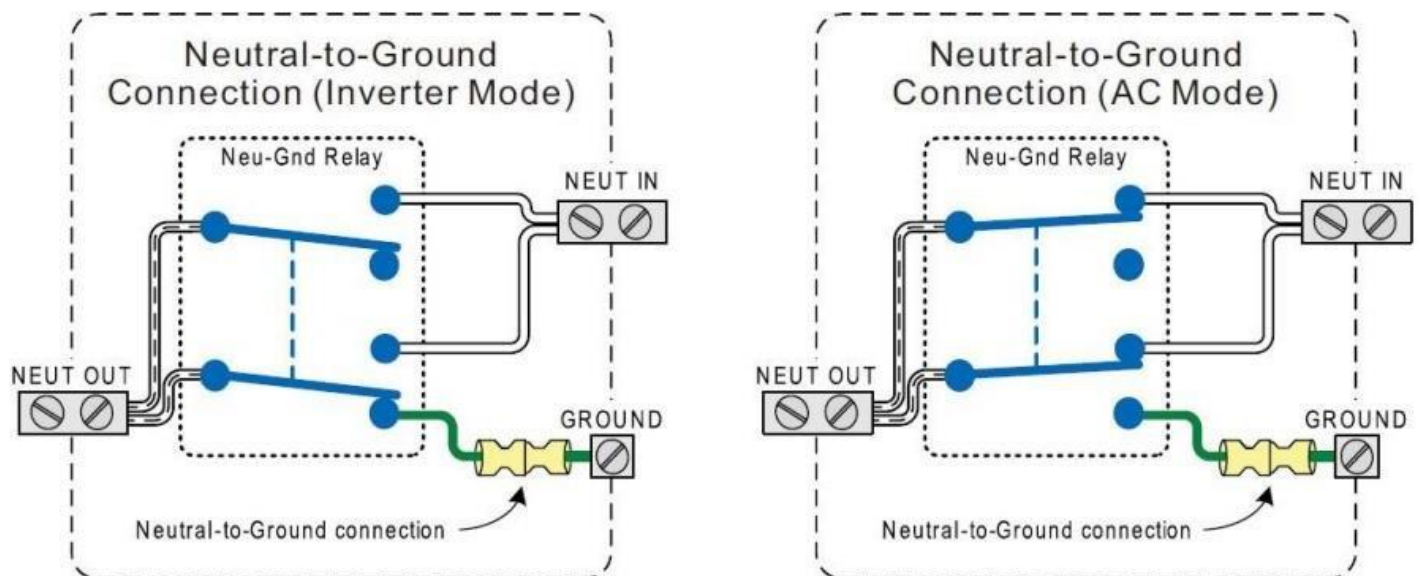 Neutral-to-Ground
Connection (Inverter Mode)
Neu-Gnd Relay
NEUT IN
NEUT OUT
GROUND
Neutral-to-Ground connection
Neutral-to-Ground
Connection (AC Mode)
Neu-Gnd Relay
NEUT IN
NEUT OUT
GROUND
Neutral-to-Ground connection